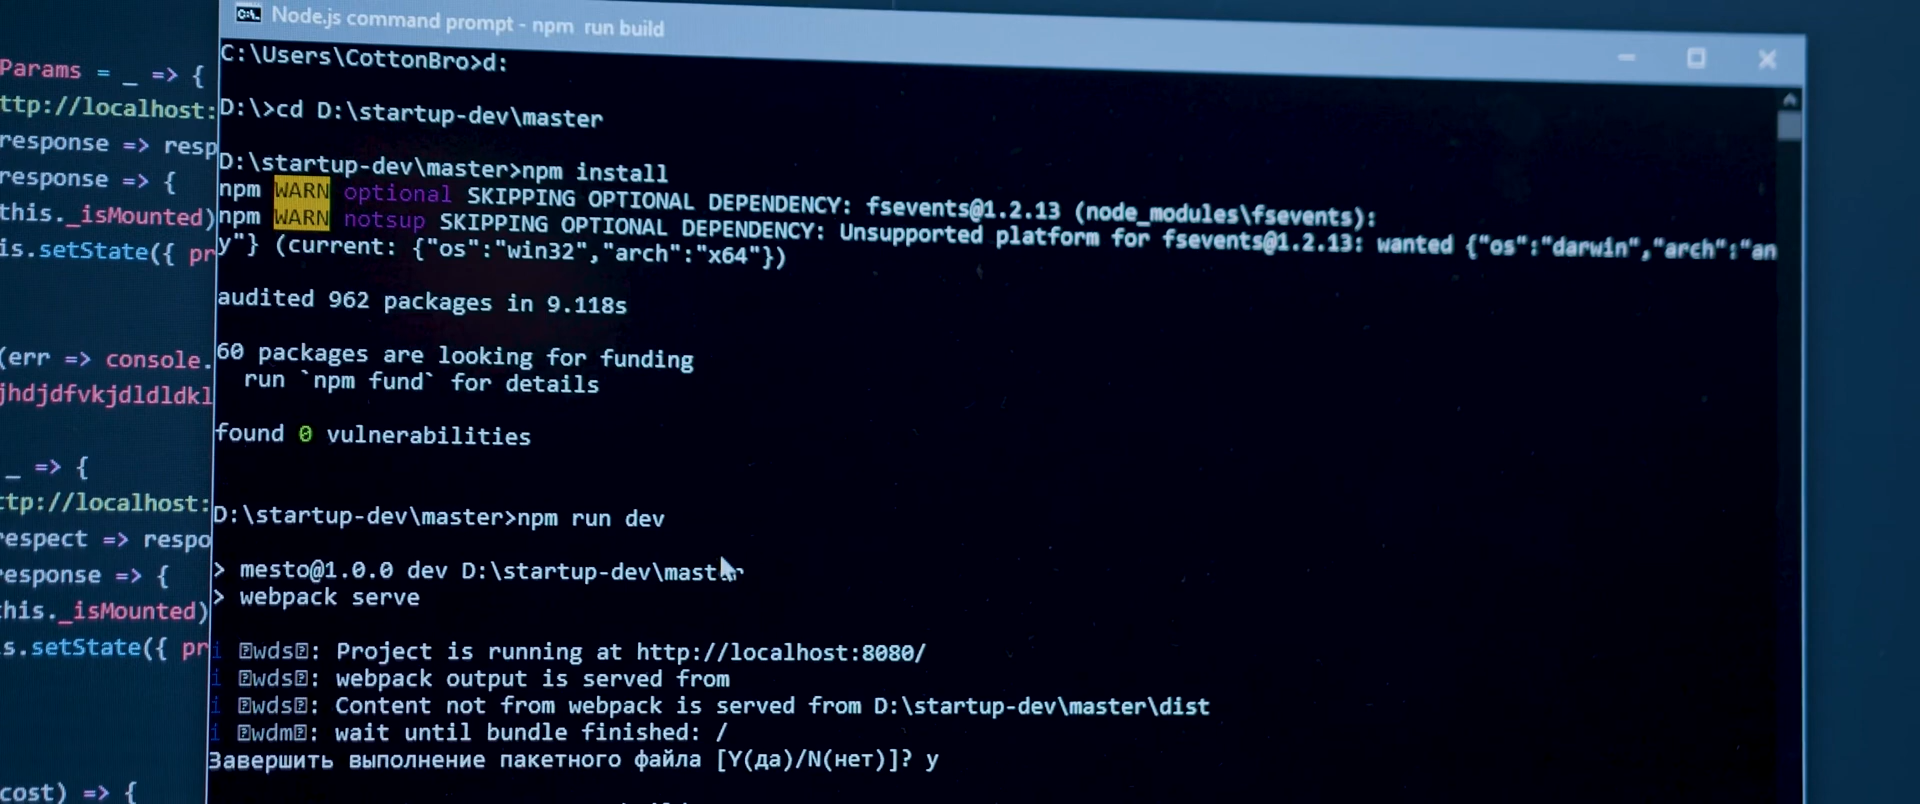 Node.js command prompt - npm  run build
C:\Users\CottonBro>d:
D:\>cd D:\startup-dev\master
D:\startup-dev\master>npm install
npm WARN optional SKIPPING OPTIONAL DEPENDENCY: fsevents@1.2.13 (node_modules\fsevents):
npm WARN notsup SKIPPING OPTIONAL DEPENDENCY: Unsupported platform for fsevents@1.2.13: wanted {"os":"darwin","arch":"an
y"} (current: {"os":"win32","arch":"x64"})
audited 962 packages in 9.118s
60 packages are looking for funding
run `npm fund` for details
found 0 vulnerabilities
D:\startup-dev\master>npm run dev
> mesto@1.0.0 dev D:\startup-dev\master
> webpack serve
i ⍰wds⍰: Project is running at http://localhost:8080/
i ⍰wds⍰: webpack output is served from
i ⍰wds⍰: Content not from webpack is served from D:\startup-dev\master\dist
i ⍰wdm⍰: wait until bundle finished: /
Завершить выполнение пакетного файла [Y(да)/N(нет)]? y
Params = _ => {
ttp://localhost:
response => resp
response => {
this._isMounted)
is.setState({ pr
(err => console.
jhdjdfvkjdldldkl
_ => {
ttp://localhost:
respect => respo
response => {
this._isMounted)
s.setState({ pr
cost) => {